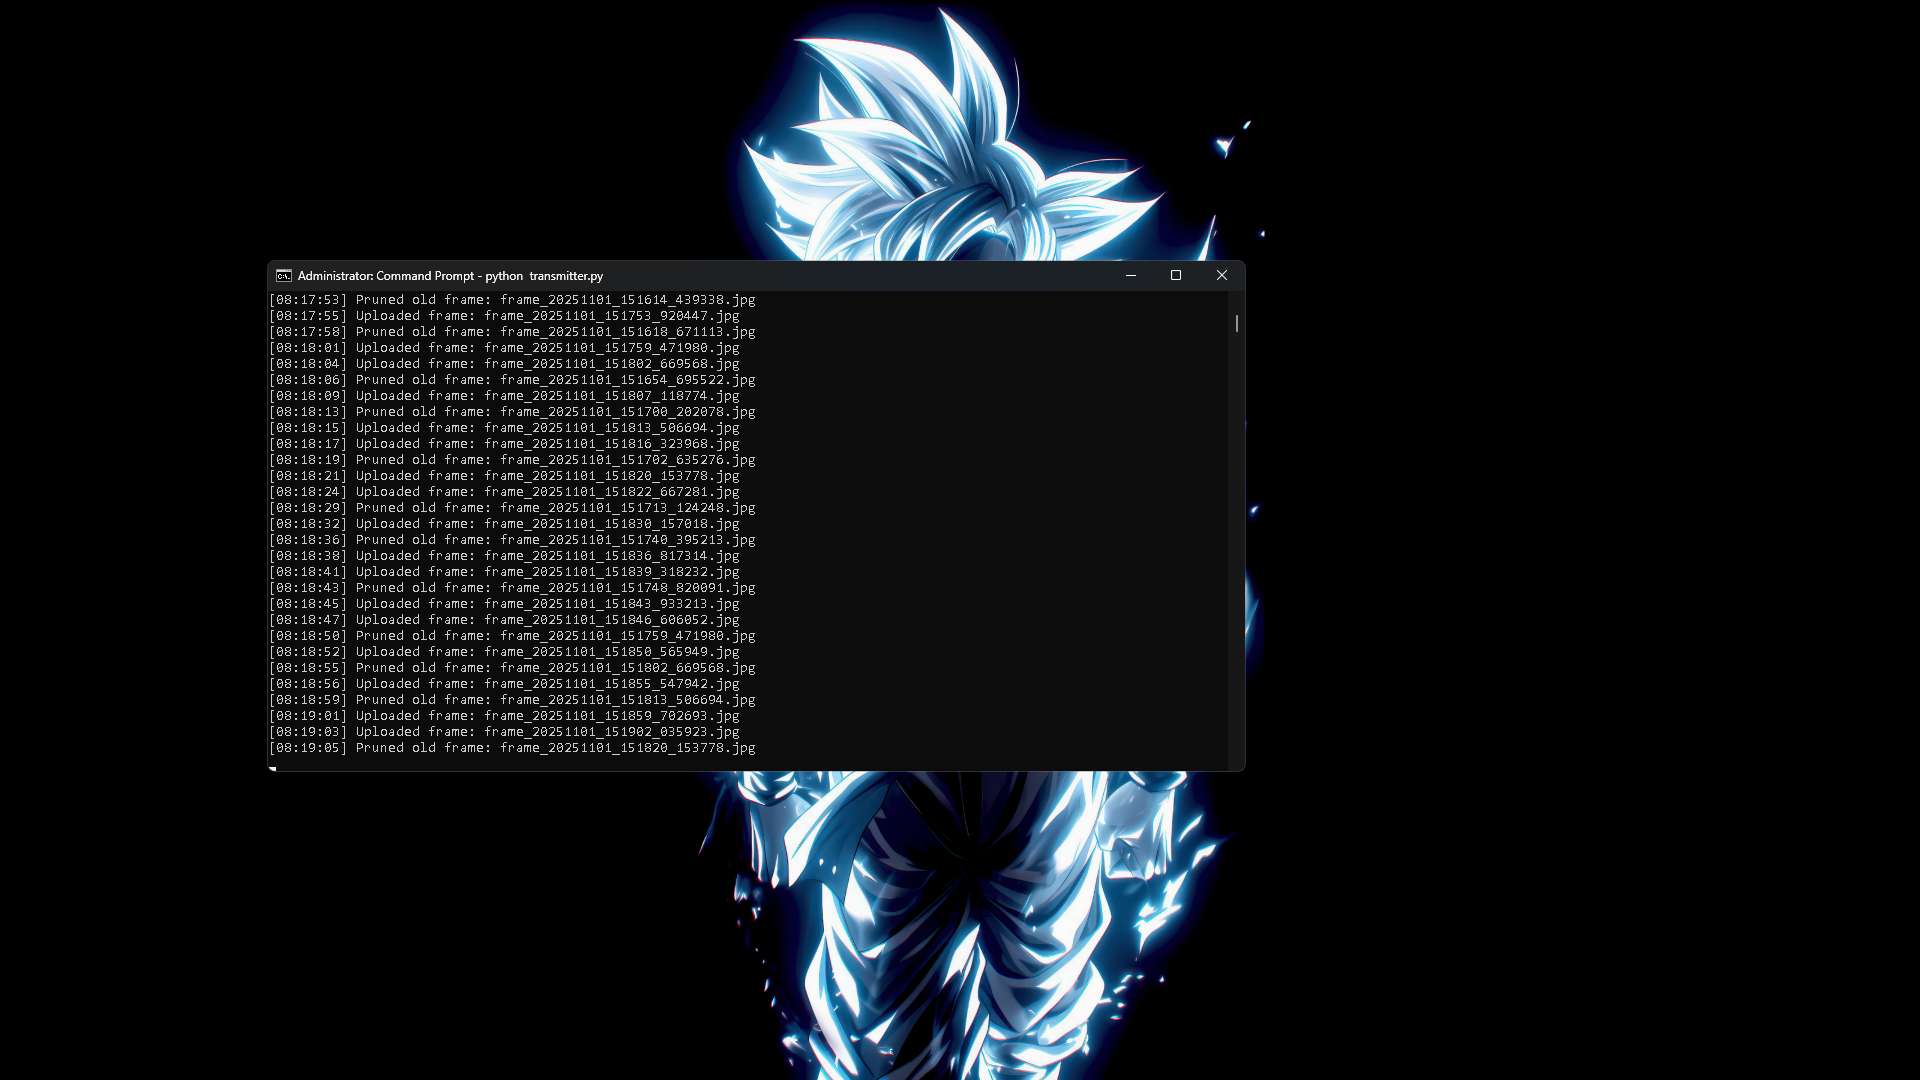 Administrator: Command Prompt - python  transmitter.py
[08:17:53] Pruned old frame: frame_20251101_151614_439338.jpg
[08:17:55] Uploaded frame: frame_20251101_151753_920447.jpg
[08:17:58] Pruned old frame: frame_20251101_151618_671113.jpg
[08:18:01] Uploaded frame: frame_20251101_151759_471980.jpg
[08:18:04] Uploaded frame: frame_20251101_151802_669568.jpg
[08:18:06] Pruned old frame: frame_20251101_151654_695522.jpg
[08:18:09] Uploaded frame: frame_20251101_151807_118774.jpg
[08:18:13] Pruned old frame: frame_20251101_151700_202078.jpg
[08:18:15] Uploaded frame: frame_20251101_151813_506694.jpg
[08:18:17] Uploaded frame: frame_20251101_151816_323968.jpg
[08:18:19] Pruned old frame: frame_20251101_151702_635276.jpg
[08:18:21] Uploaded frame: frame_20251101_151820_153778.jpg
[08:18:24] Uploaded frame: frame_20251101_151822_667281.jpg
[08:18:29] Pruned old frame: frame_20251101_151713_124248.jpg
[08:18:32] Uploaded frame: frame_20251101_151830_157018.jpg
[08:18:36] Pruned old frame: frame_20251101_151740_395213.jpg
[08:18:38] Uploaded frame: frame_20251101_151836_817314.jpg
[08:18:41] Uploaded frame: frame_20251101_151839_318232.jpg
[08:18:43] Pruned old frame: frame_20251101_151748_820091.jpg
[08:18:45] Uploaded frame: frame_20251101_151843_933213.jpg
[08:18:47] Uploaded frame: frame_20251101_151846_606052.jpg
[08:18:50] Pruned old frame: frame_20251101_151759_471980.jpg
[08:18:52] Uploaded frame: frame_20251101_151850_565949.jpg
[08:18:55] Pruned old frame: frame_20251101_151802_669568.jpg
[08:18:56] Uploaded frame: frame_20251101_151855_547942.jpg
[08:18:59] Pruned old frame: frame_20251101_151813_506694.jpg
[08:19:01] Uploaded frame: frame_20251101_151859_702693.jpg
[08:19:03] Uploaded frame: frame_20251101_151902_035923.jpg
[08:19:05] Pruned old frame: frame_20251101_151820_153778.jpg